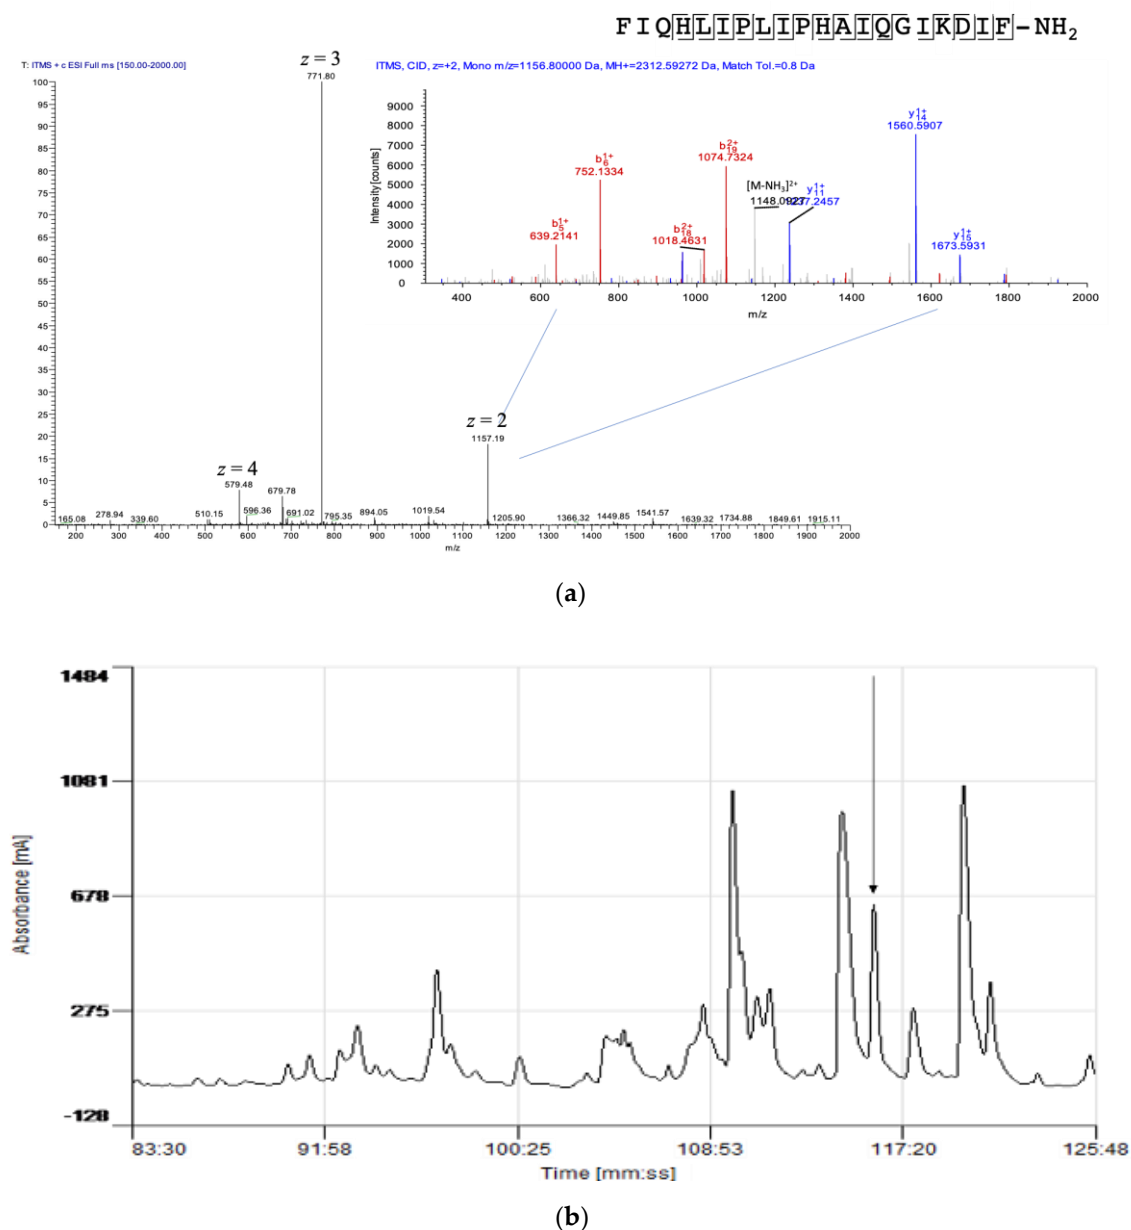 FIQHLIPLIPHAIQGIKDIF-NH2
T: ITMS + c ESI Full ms [150.00-2000.00]
z = 3
771.80
ITMS, CID, z=+2, Mono m/z=1156.80000 Da, MH+=2312.59272 Da, Match Tol.=0.8 Da
100
95
90
85
80
75
70
65
60
55
50
45
40
35
30
25
20
15
10
5
0
Intensity [counts]
9000
8000
7000
6000
5000
4000
3000
2000
1000
0
b5 1+
639.2141
b6 1+
752.1334
b18 2+
1018.4631
b19 2+
1074.7324
[M-NH3]2+
1148.0927
y11 1+
1237.2457
y14 1+
1560.5907
y15 1+
1673.5931
400 600 800 1000 1200 1400 1600 1800 2000
m/z
z = 2
1157.19
z = 4
579.48
679.78
165.08 278.94 339.60 510.15 596.36 691.02 795.35 894.05 1019.54 1205.90 1366.32 1449.85 1541.57 1639.32 1734.88 1849.61 1915.11
200 300 400 500 600 700 800 900 1000 1100 1200 1300 1400 1500 1600 1700 1800 1900 2000
m/z
(a)
Absorbance [mA]
1484
1081
678
275
-128
83:30 91:58 100:25 108:53 117:20 125:48
Time [mm:ss]
(b)